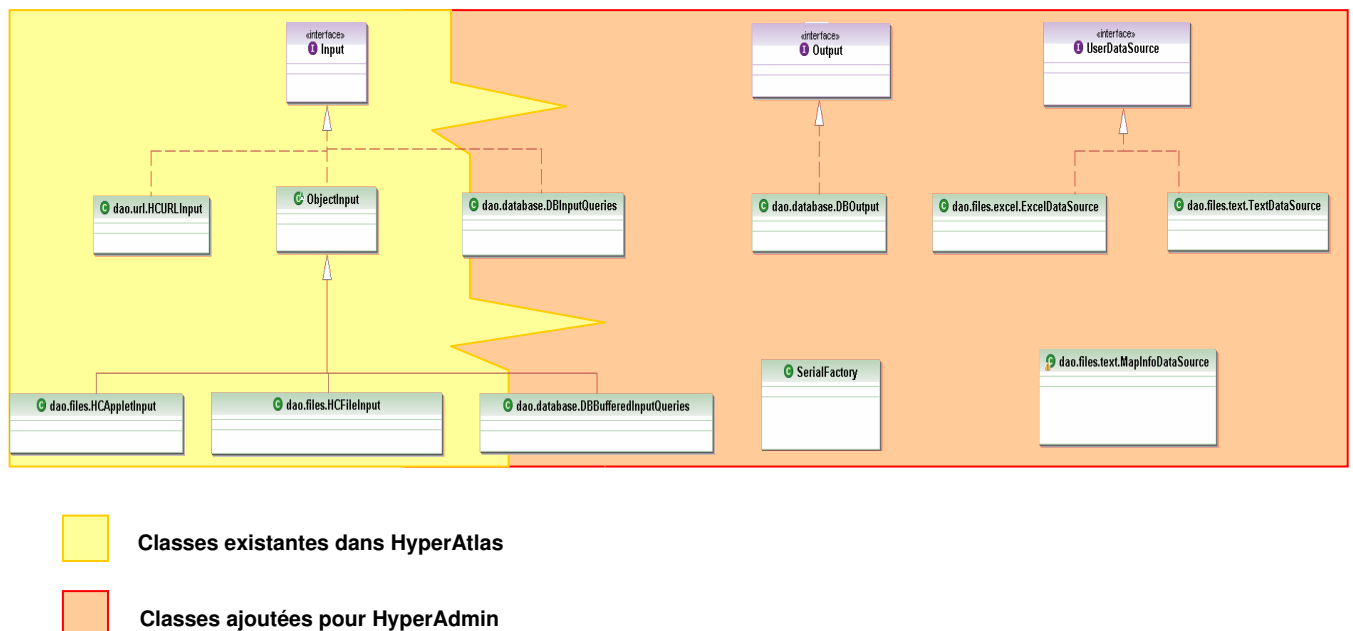 «interface»
Input
«interface»
Output
«interface»
UserDataSource
dao.url.HCURLInput
ObjectInput
dao.database.DBInputQueries
dao.database.DBOutput
dao.files.excel.ExcelDataSource
dao.files.text.TextDataSource
SerialFactory
dao.files.text.MapInfoDataSource
dao.files.HCAppletInput
dao.files.HCFileInput
dao.database.DBBufferedInputQueries
Classes existantes dans HyperAtlas
Classes ajoutées pour HyperAdmin